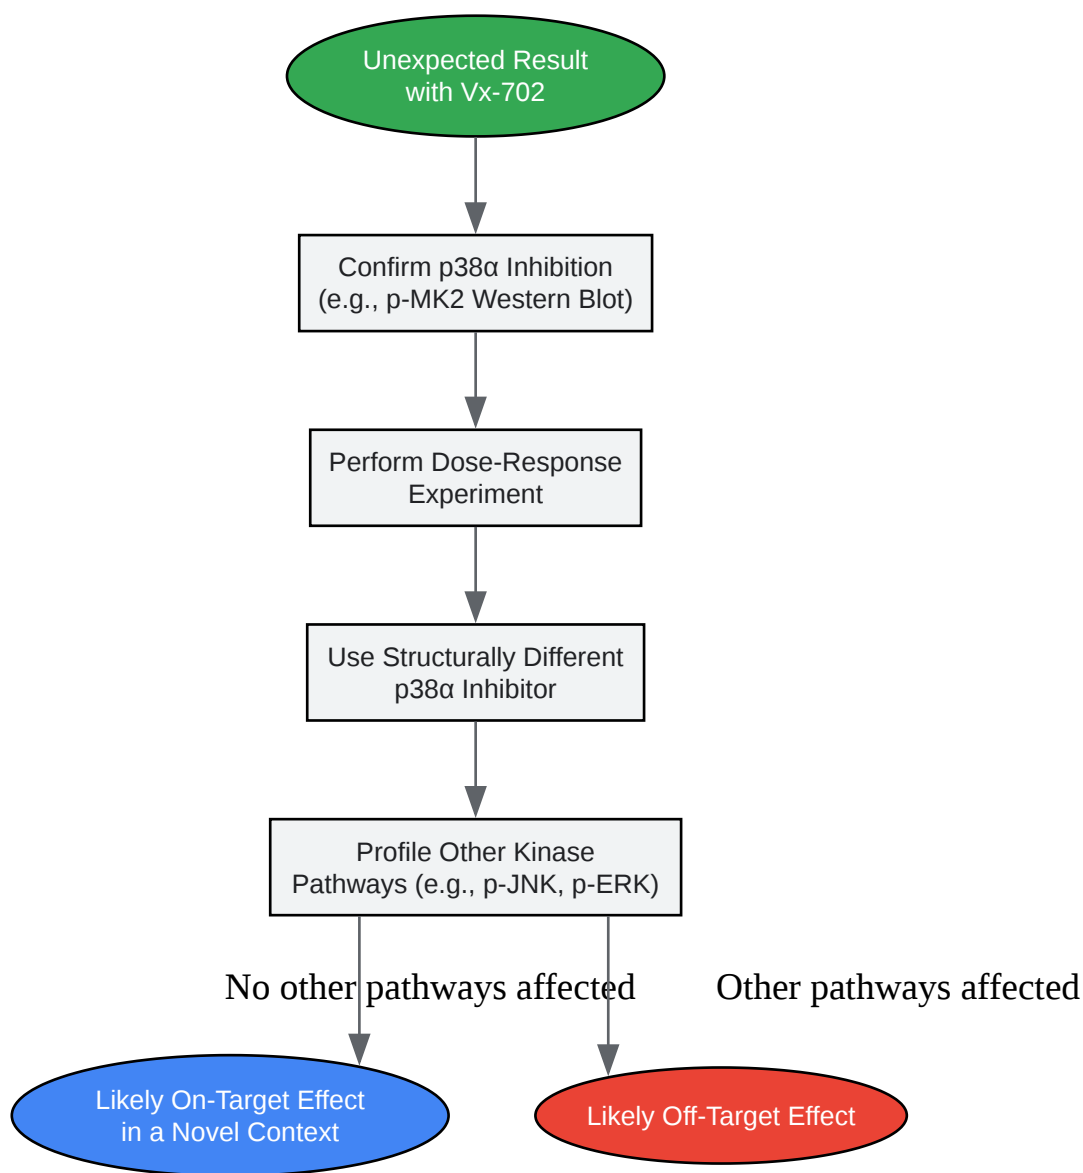 Unexpected Result
with Vx-702
Confirm p38α Inhibition
(e.g., p-MK2 Western Blot)
Perform Dose-Response
Experiment
Use Structurally Different
p38α Inhibitor
Profile Other Kinase
Pathways (e.g., p-JNK, p-ERK)
No other pathways affected
Other pathways affected
Likely On-Target Effect
in a Novel Context
Likely Off-Target Effect